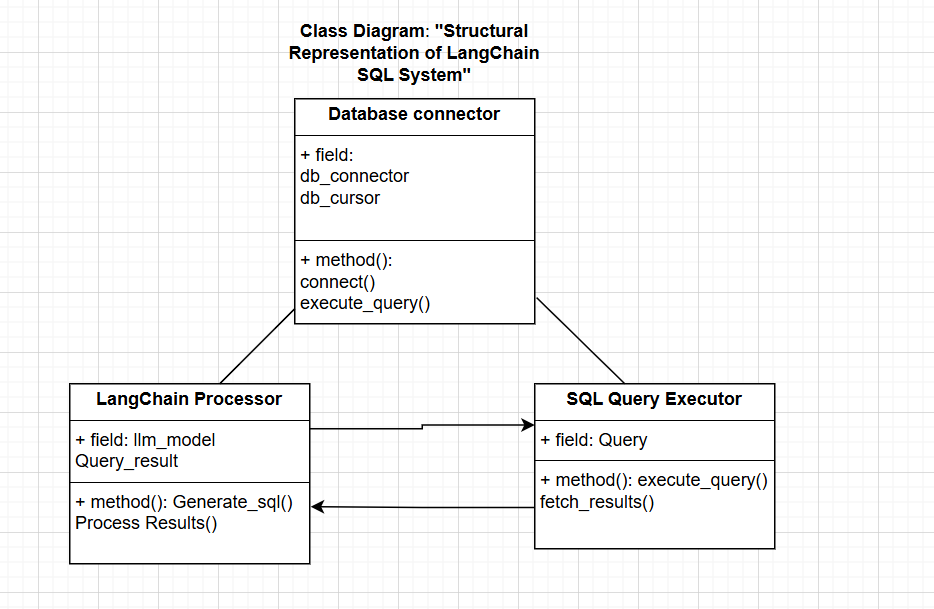 Class Diagram: "Structural
Representation of LangChain
SQL System"
Database connector
+ field:
db_connector
db_cursor
+ method():
connect()
execute_query()
LangChain Processor
+ field: llm_model
Query_result
+ method(): Generate_sql()
Process Results()
SQL Query Executor
+ field: Query
+ method(): execute_query()
fetch_results()